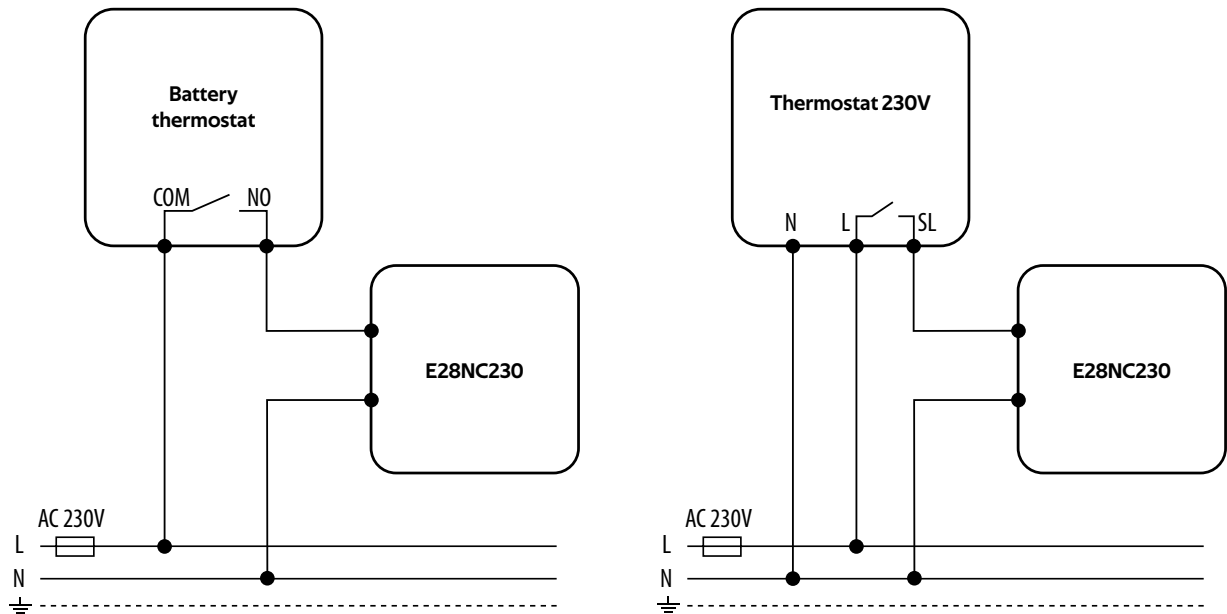 Battery
thermostat
COM NO
E28NC230
AC 230V
L
N
Thermostat 230V
N L SL
E28NC230
AC 230V
L
N